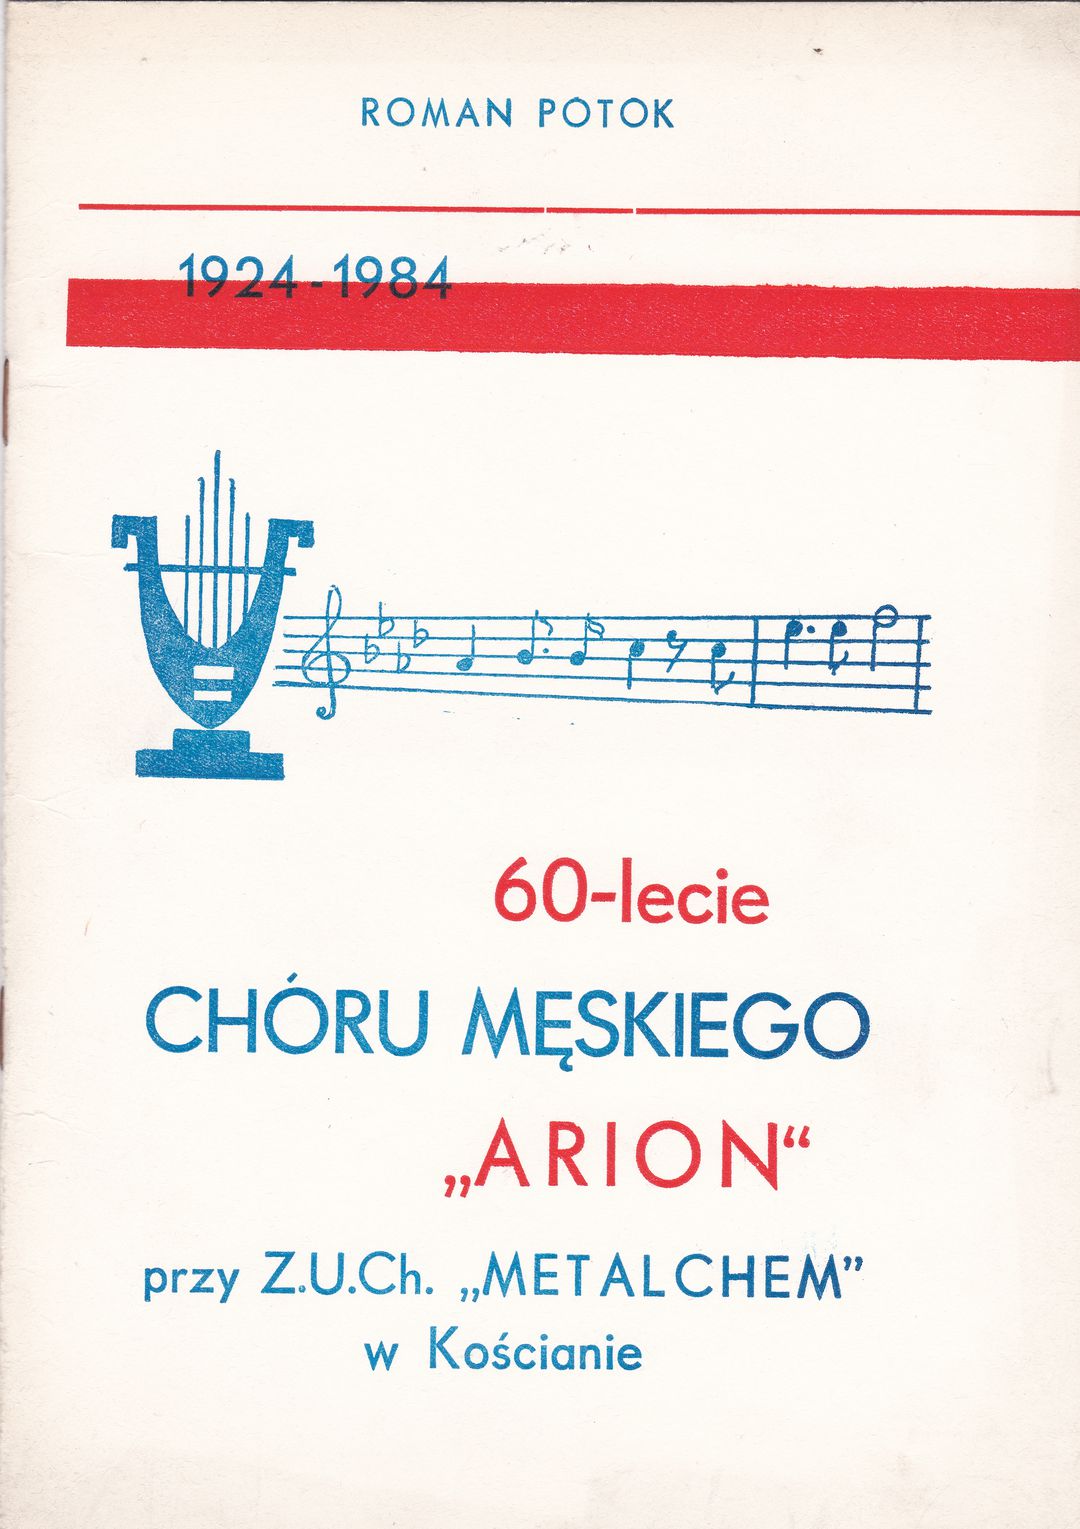 ROMAN POTOK
1924-1984
60-lecie
CHÓRU MĘSKIEGO
„ARION“
przy Z.U.Ch. „METALCHEM”
w Kościanie